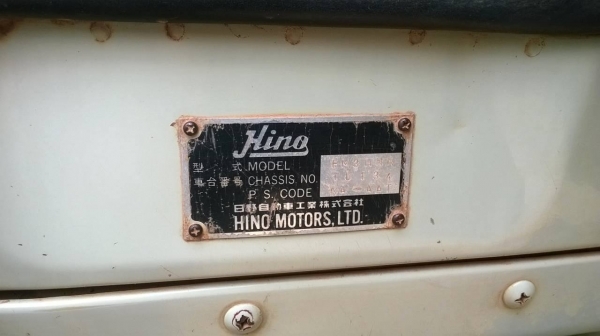 Hino
型 式 MODEL
車台番号 CHASSIS. NO.
P. S. CODE
日野自動車工業株式会社
HINO MOTORS, LTD.